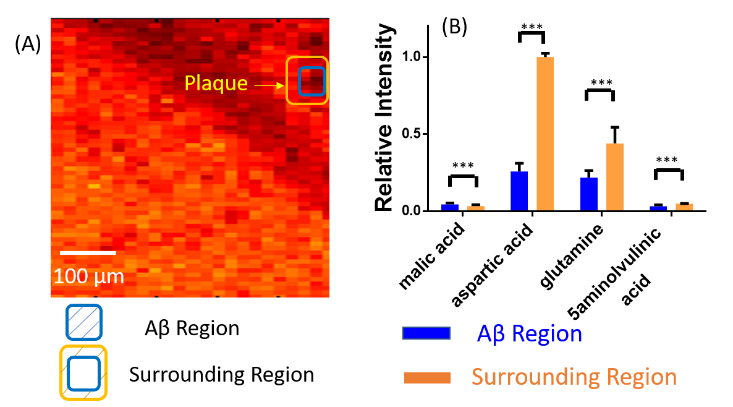 (A)
Plaque
100 μm
Aβ Region
Surrounding Region
(B)
Relative Intensity
1.0
0.5
0.0
***
***
***
***
malic acid
aspartic acid
glutamine
5aminolvulinic
acid
Aβ Region
Surrounding Region